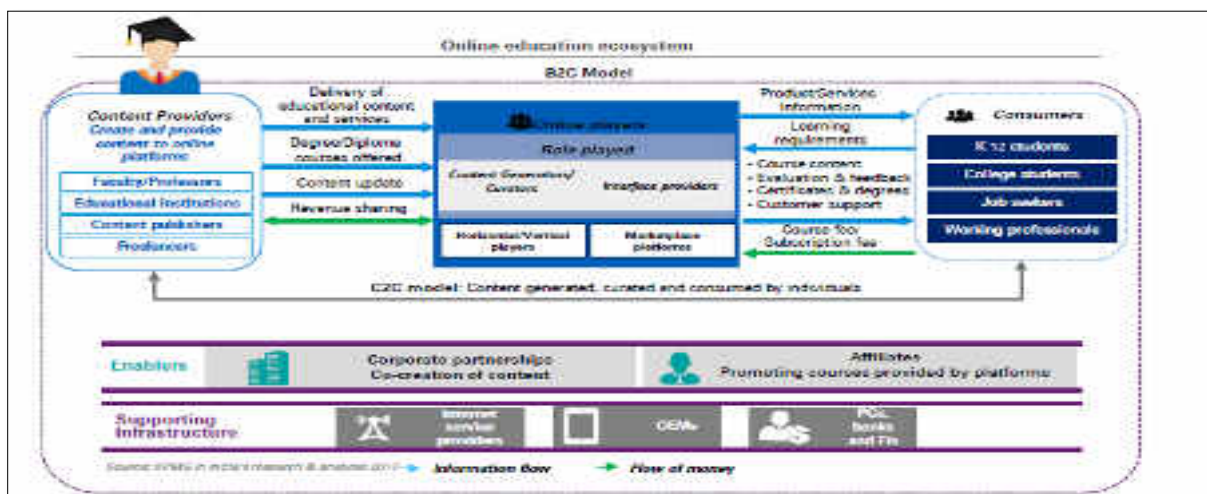 Online education ecosystem
B2C Model
Content Providers
Create and provide
content to online
platforms
Faculty/Professors
Educational Institutions
Content publishers
Freelancers
Delivery of
educational content
and services
Degree/Diploma
courses offered
Content update
Revenue sharing
Online players
Role played
Content Generators/
Curators
Interface providers
Horizontal/Vertical
players
Marketplace
platforms
Product/Services
Information
Learning
requirements
- Course content
- Evaluation & feedback
- Certificates & degrees
- Customer support
Course fee/
Subscription fee
Consumers
K-12 students
College students
Job seekers
Working professionals
C2C model: Content generated, curated and consumed by individuals
Enablers
Corporate partnerships
Co-creation of content
Affiliates
Promoting courses provided by platforms
Supporting
Infrastructure
Internet
service
providers
OEMs
banks
and FIs
Source: research & analysis
Information flow
Flow of money